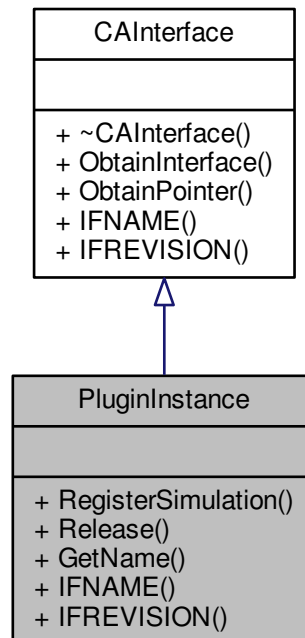 CAInterface
+ ~CAInterface()
+ ObtainInterface()
+ ObtainPointer()
+ IFNAME()
+ IFREVISION()
PluginInstance
+ RegisterSimulation()
+ Release()
+ GetName()
+ IFNAME()
+ IFREVISION()